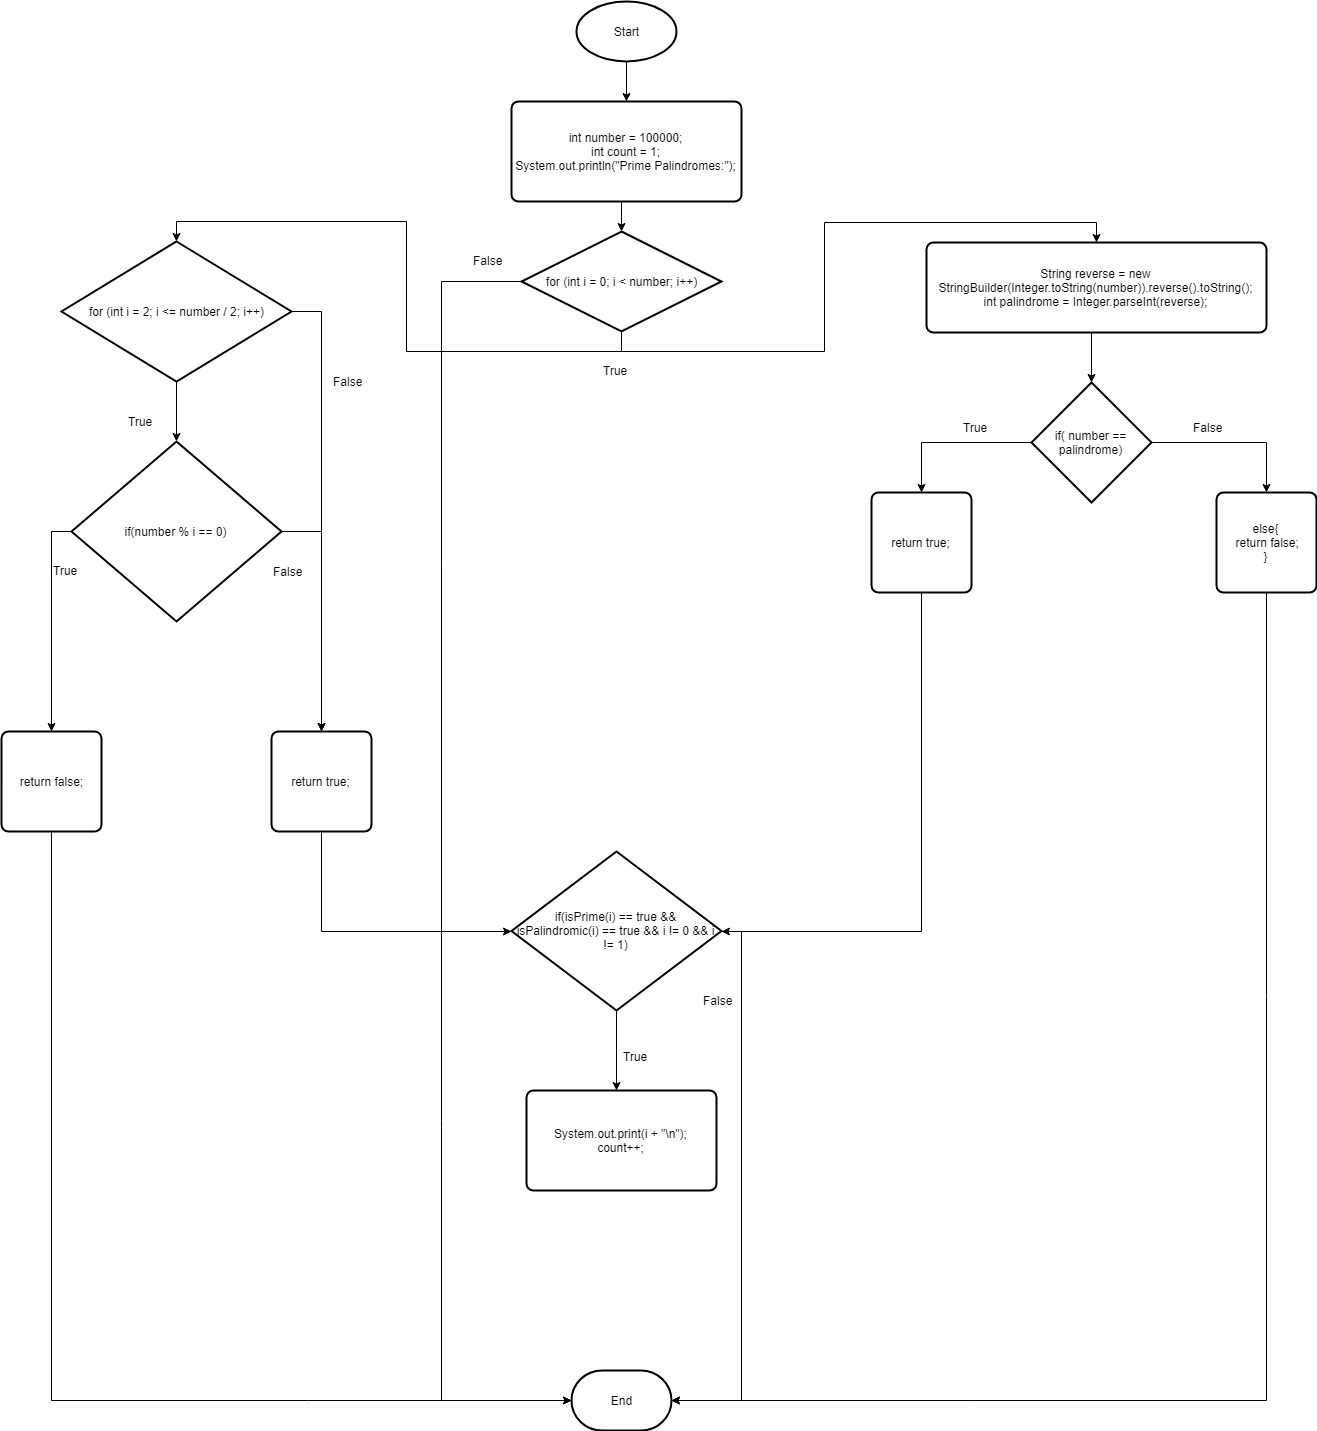 Start
int number = 100000;
int count = 1;
System.out.println("Prime Palindromes:");
False
for (int i = 0; i < number; i++)
True
for (int i = 2; i <= number / 2; i++)
False
True
if(number % i == 0)
True
False
return false;
return true;
String reverse = new
StringBuilder(Integer.toString(number)).reverse().toString();
int palindrome = Integer.parseInt(reverse);
True
if( number ==
palindrome)
False
return true;
else{
return false;
}
if(isPrime(i) == true &&
isPalindromic(i) == true && i != 0 && i
!= 1)
False
True
System.out.print(i + "\n");
count++;
End